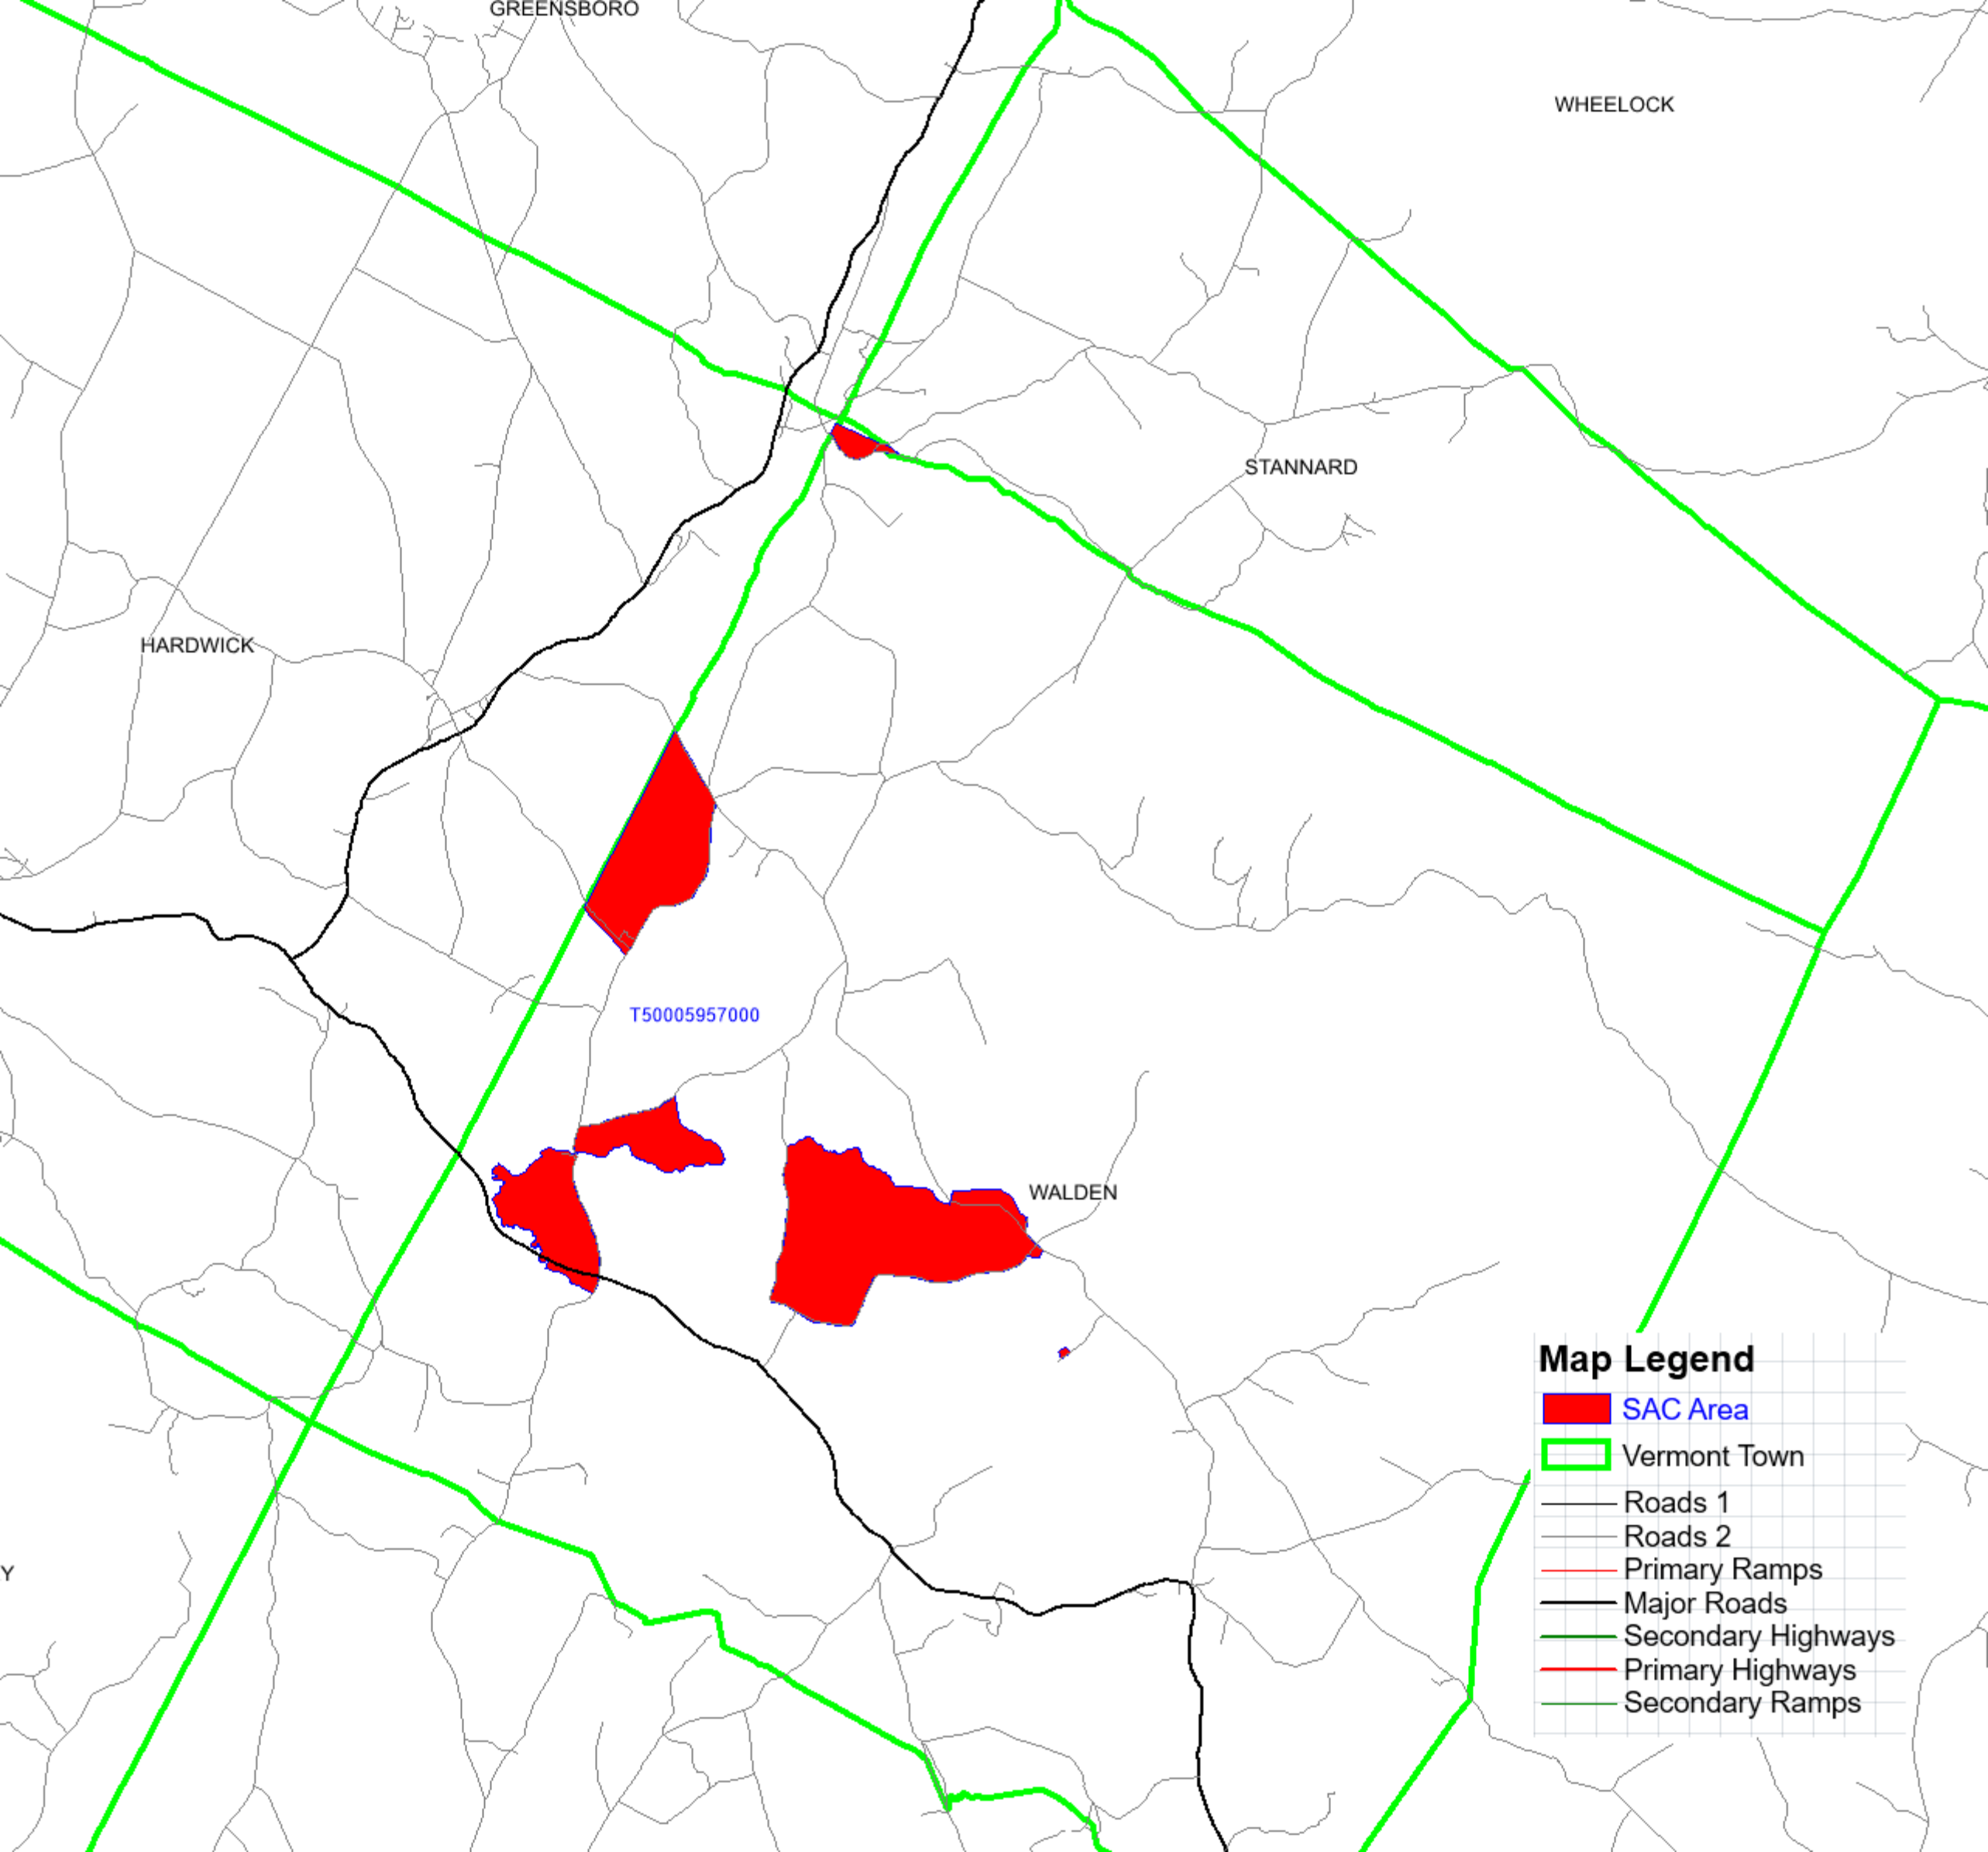 GREENSBORO
WHEELOCK
STANNARD
HARDWICK
T50005957000
WALDEN
Map Legend
SAC Area
Vermont Town
Roads 1
Roads 2
Primary Ramps
Major Roads
Secondary Highways
Primary Highways
Secondary Ramps
Y